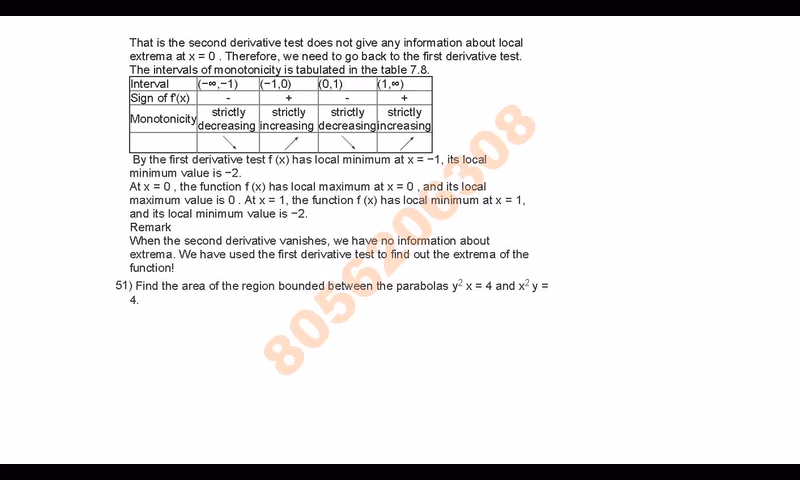 That is the second derivative test does not give any information about local
extrema at x = 0 . Therefore, we need to go back to the first derivative test.
The intervals of monotonicity is tabulated in the table 7.8.
Interval (−∞,−1) (−1,0) (0,1) (1,∞)
Sign of f'(x) - + - +
Monotonicity strictly decreasing strictly increasing strictly decreasing strictly increasing
By the first derivative test f (x) has local minimum at x = −1, its local
minimum value is −2.
At x = 0 , the function f (x) has local maximum at x = 0 , and its local
maximum value is 0 . At x = 1, the function f (x) has local minimum at x = 1,
and its local minimum value is −2.
Remark
When the second derivative vanishes, we have no information about
extrema. We have used the first derivative test to find out the extrema of the
function!
51) Find the area of the region bounded between the parabolas y² x = 4 and x² y =
4.
8056206308